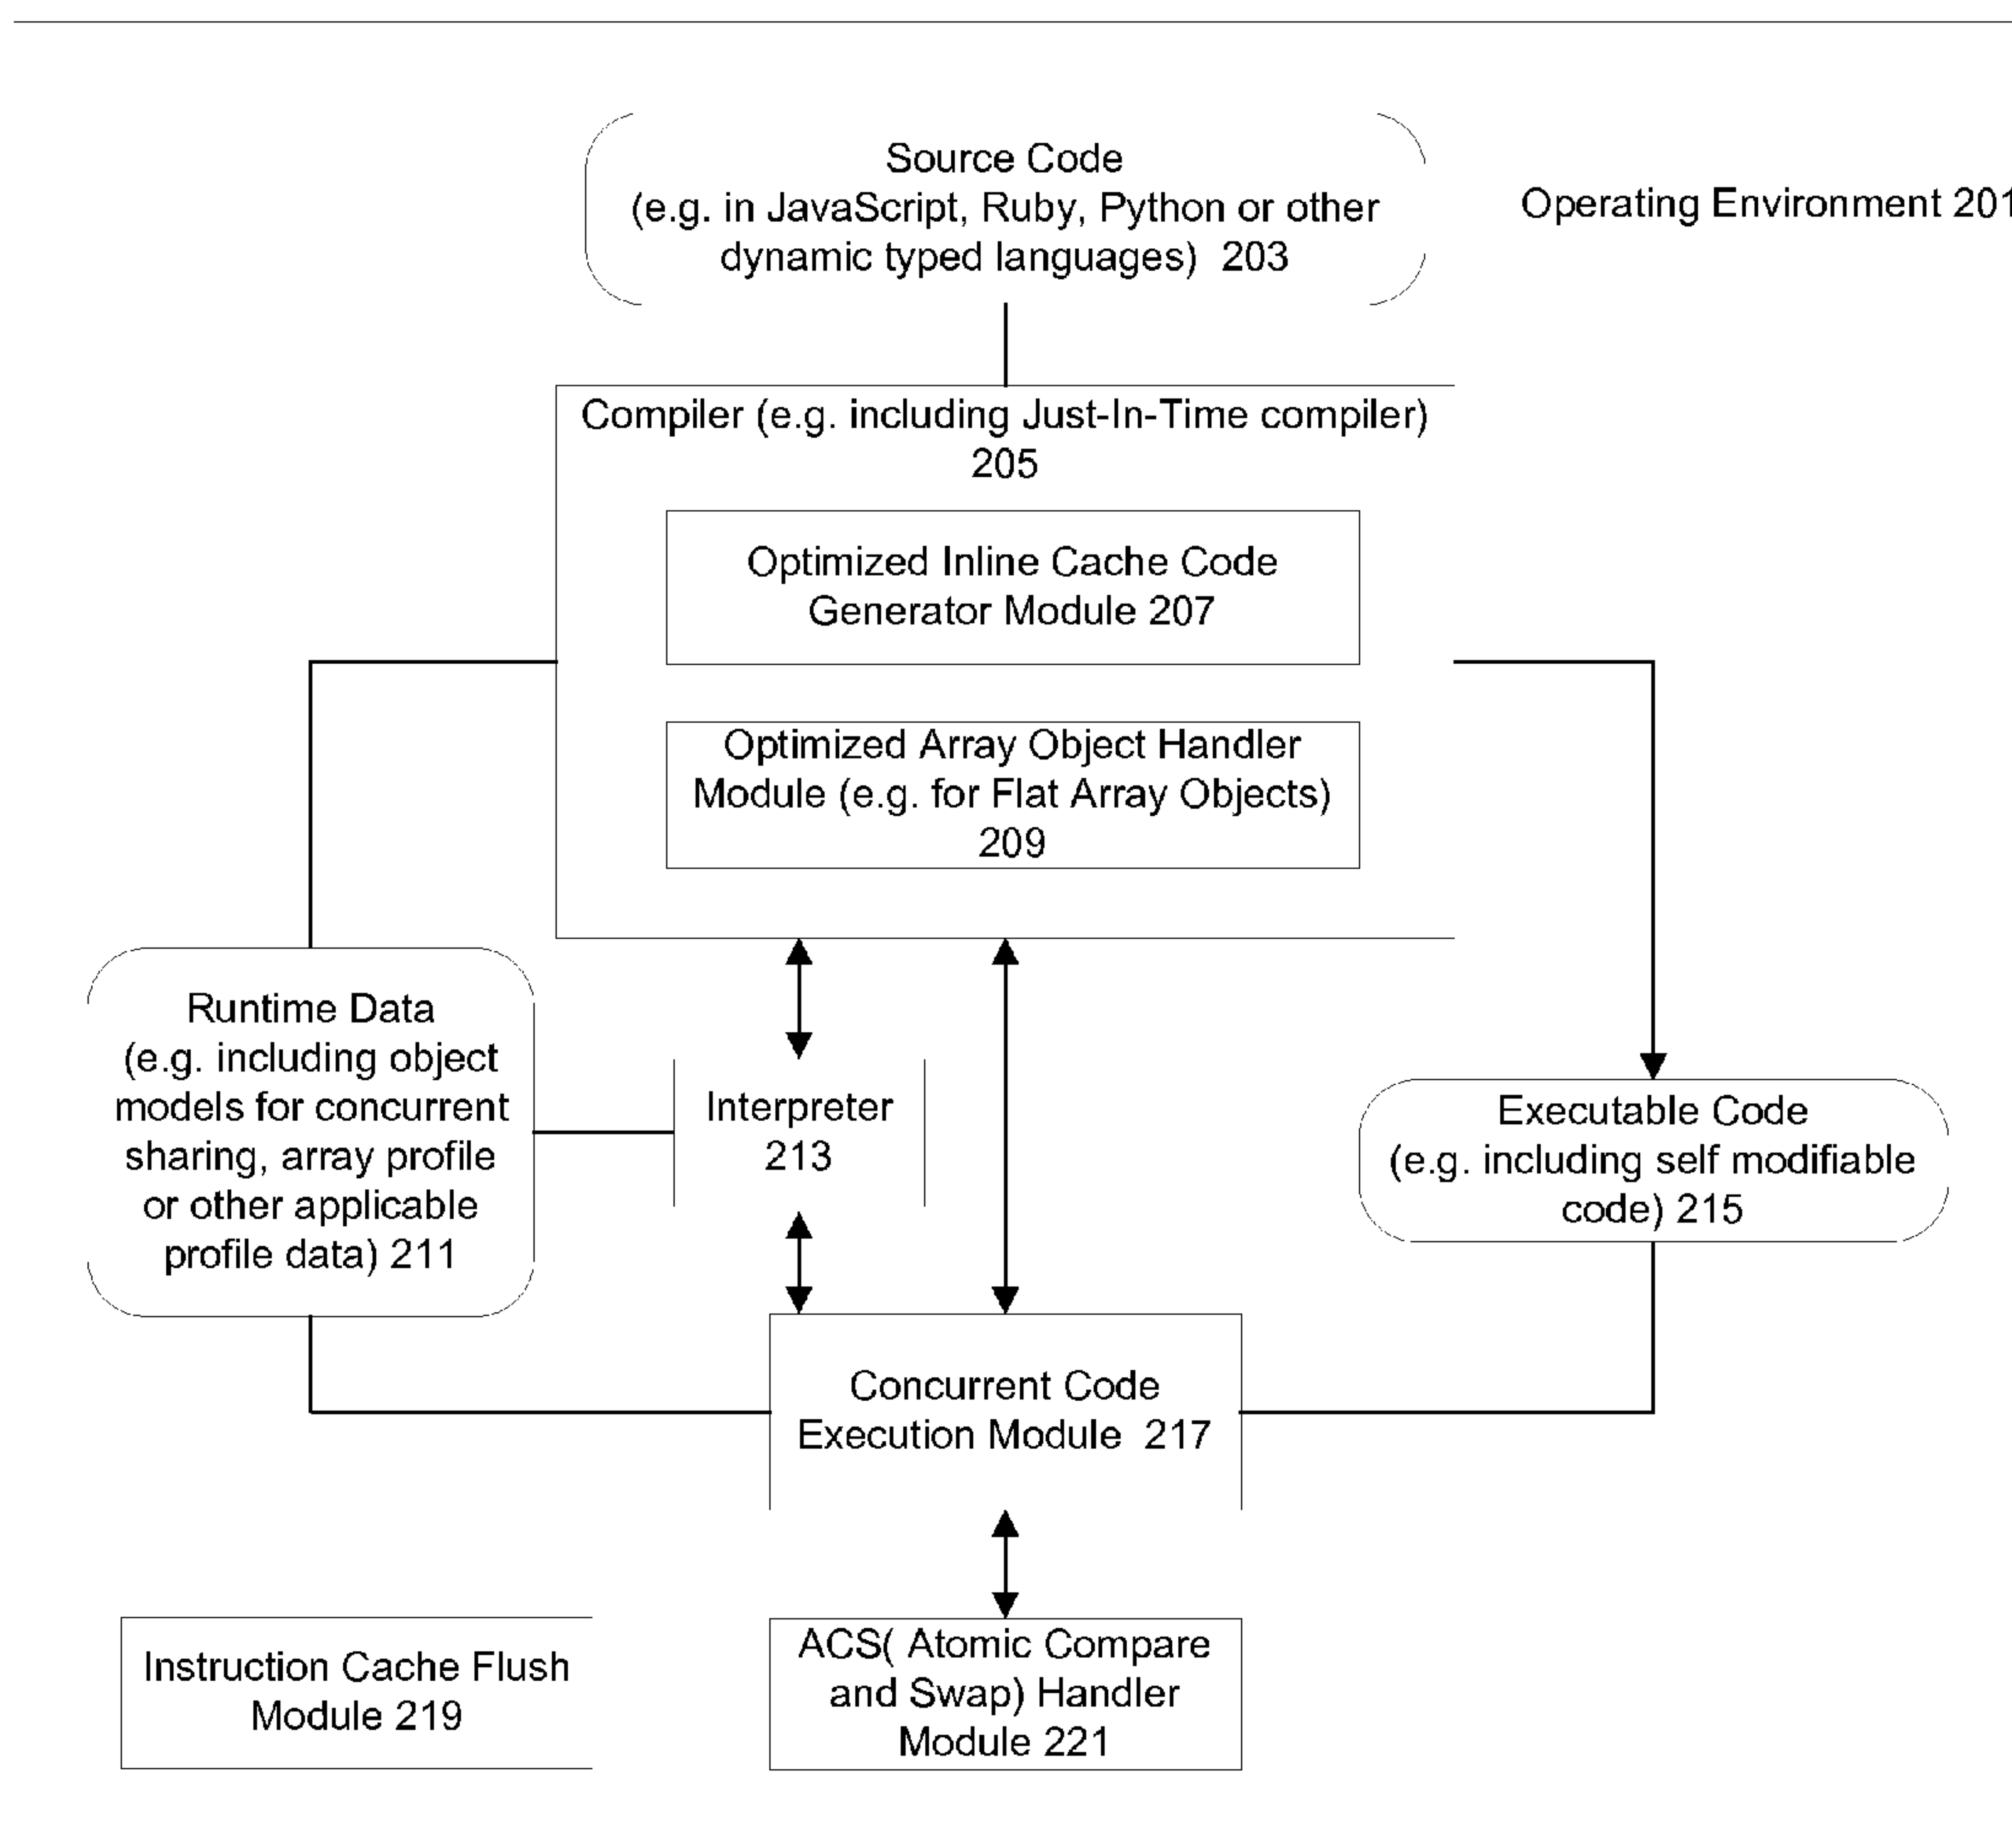 Source Code
(e.g. in JavaScript, Ruby, Python or other
dynamic typed languages) 203
Operating Environment 201
Compiler (e.g. including Just-In-Time compiler)
205
Optimized Inline Cache Code
Generator Module 207
Optimized Array Object Handler
Module (e.g. for Flat Array Objects)
209
Runtime Data
(e.g. including object
models for concurrent
sharing, array profile
or other applicable
profile data) 211
Interpreter
213
Executable Code
(e.g. including self modifiable
code) 215
Concurrent Code
Execution Module 217
Instruction Cache Flush
Module 219
ACS( Atomic Compare
and Swap) Handler
Module 221